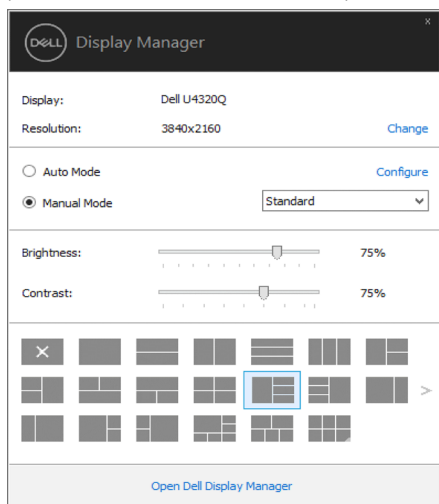 x
DELL Display Manager
Display: Dell U4320Q
Resolution: 3840x2160 Change
Auto Mode Configure
Manual Mode Standard
Brightness: 75%
Contrast: 75%
>
Open Dell Display Manager